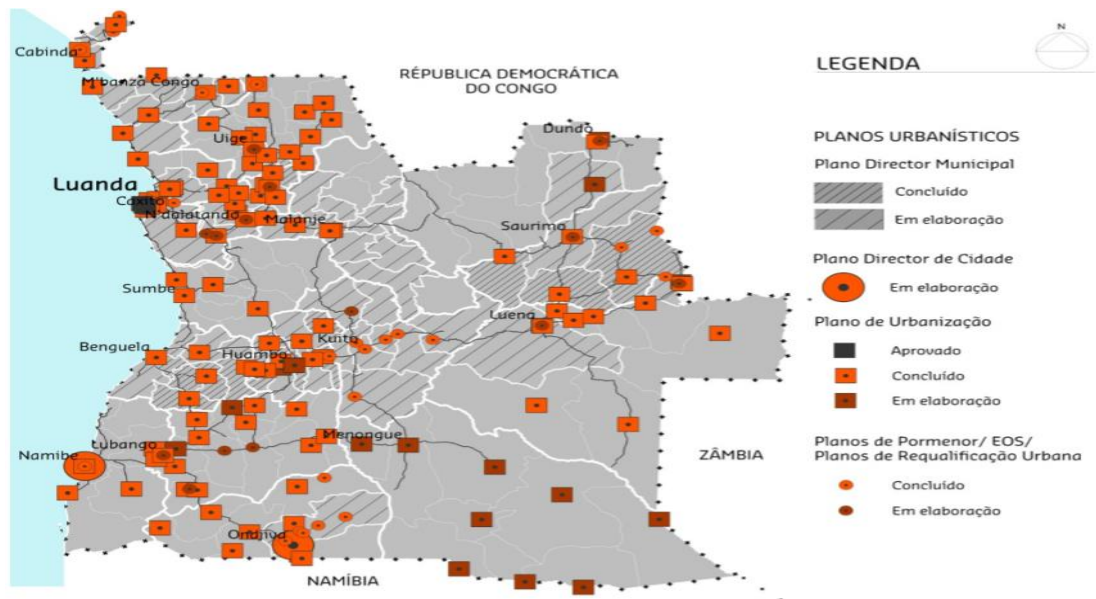 Cabinda
M'banza Congo
RÉPUBLICA DEMOCRÁTICA
DO CONGO
Uige
Dundo
Luanda
Caxito
N'dalatando
Malanje
Saurimo
Sumbe
Luena
Benguela
Huambo
Kuito
Lubango
Menongue
Namibe
ZÂMBIA
Ondjiva
NAMÍBIA
N
LEGENDA
PLANOS URBANÍSTICOS
Plano Director Municipal
Concluído
Em elaboração
Plano Director de Cidade
Em elaboração
Plano de Urbanização
Aprovado
Concluído
Em elaboração
Planos de Pormenor/ EOS/
Planos de Requalificação Urbana
Concluído
Em elaboração